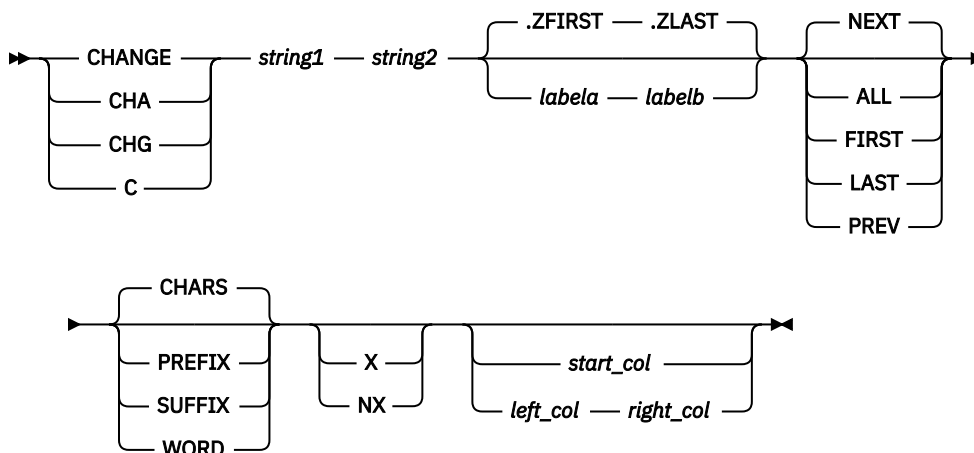 .ZFIRST .ZLAST NEXT
CHANGE string1 string2
CHA labela labelb ALL
CHG FIRST
C LAST
PREV
CHARS
PREFIX X start_col
SUFFIX NX left_col right_col
WORD